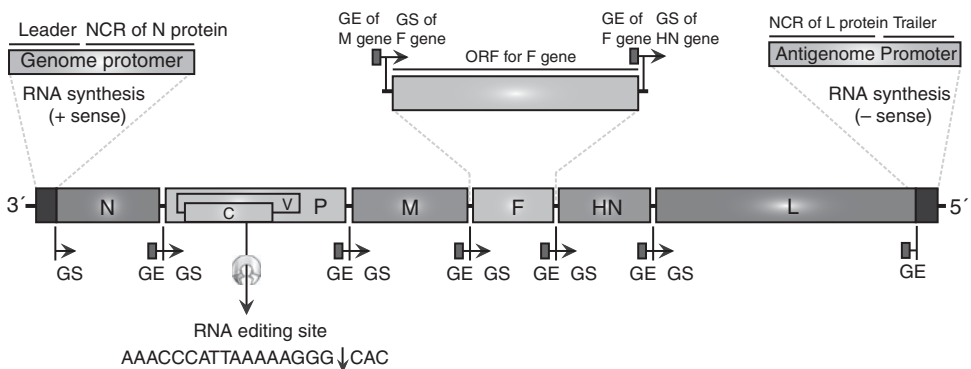 Leader NCR of N protein
Genome protomer
RNA synthesis
(+ sense)
GE of GS of
M gene F gene
GE of GS of
F gene HN gene
ORF for F gene
NCR of L protein Trailer
Antigenome Promoter
RNA synthesis
(– sense)
3´ N C V P M F HN L 5´
GS GE GS GE GS GE GS GE GS GE GS GE
RNA editing site
AAACCCATTAAAAAGGG↓CAC